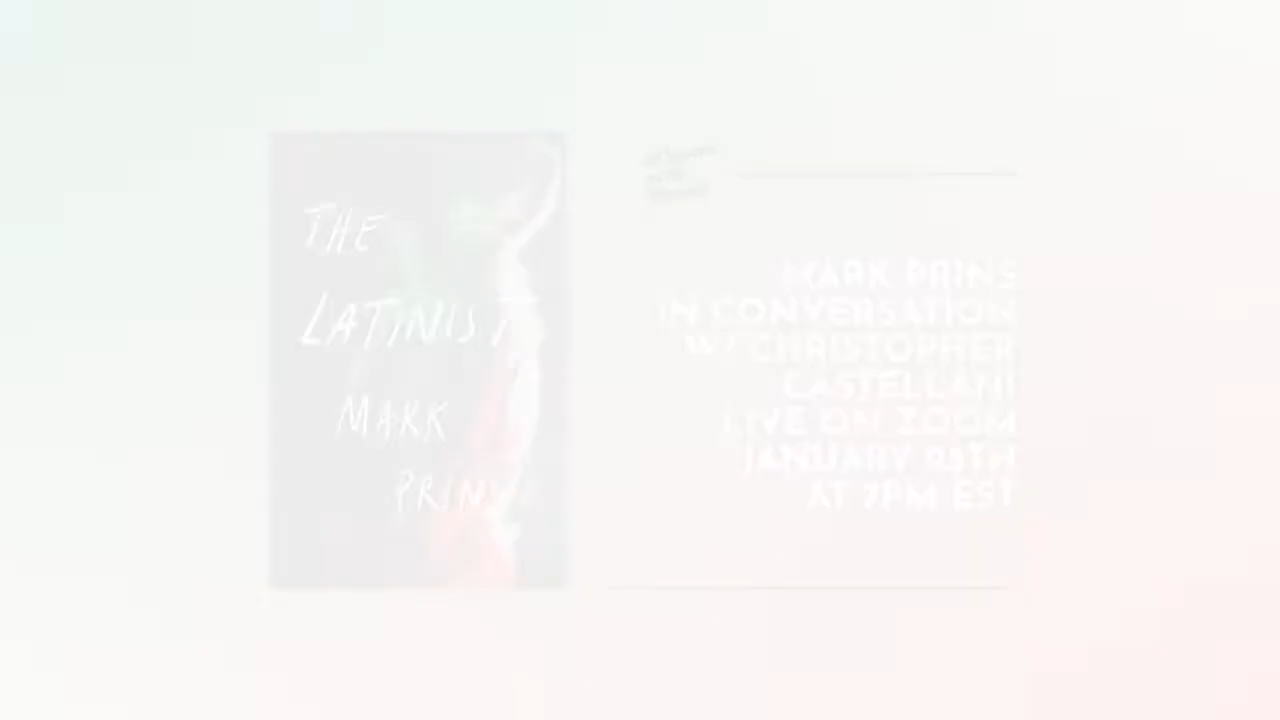 THE
LATINIST
MARK
PRINS
MARK PRINS
IN CONVERSATION
W/ CHRISTOPHER
CASTELLANI
LIVE ON ZOOM
JANUARY
AT 7PM EST